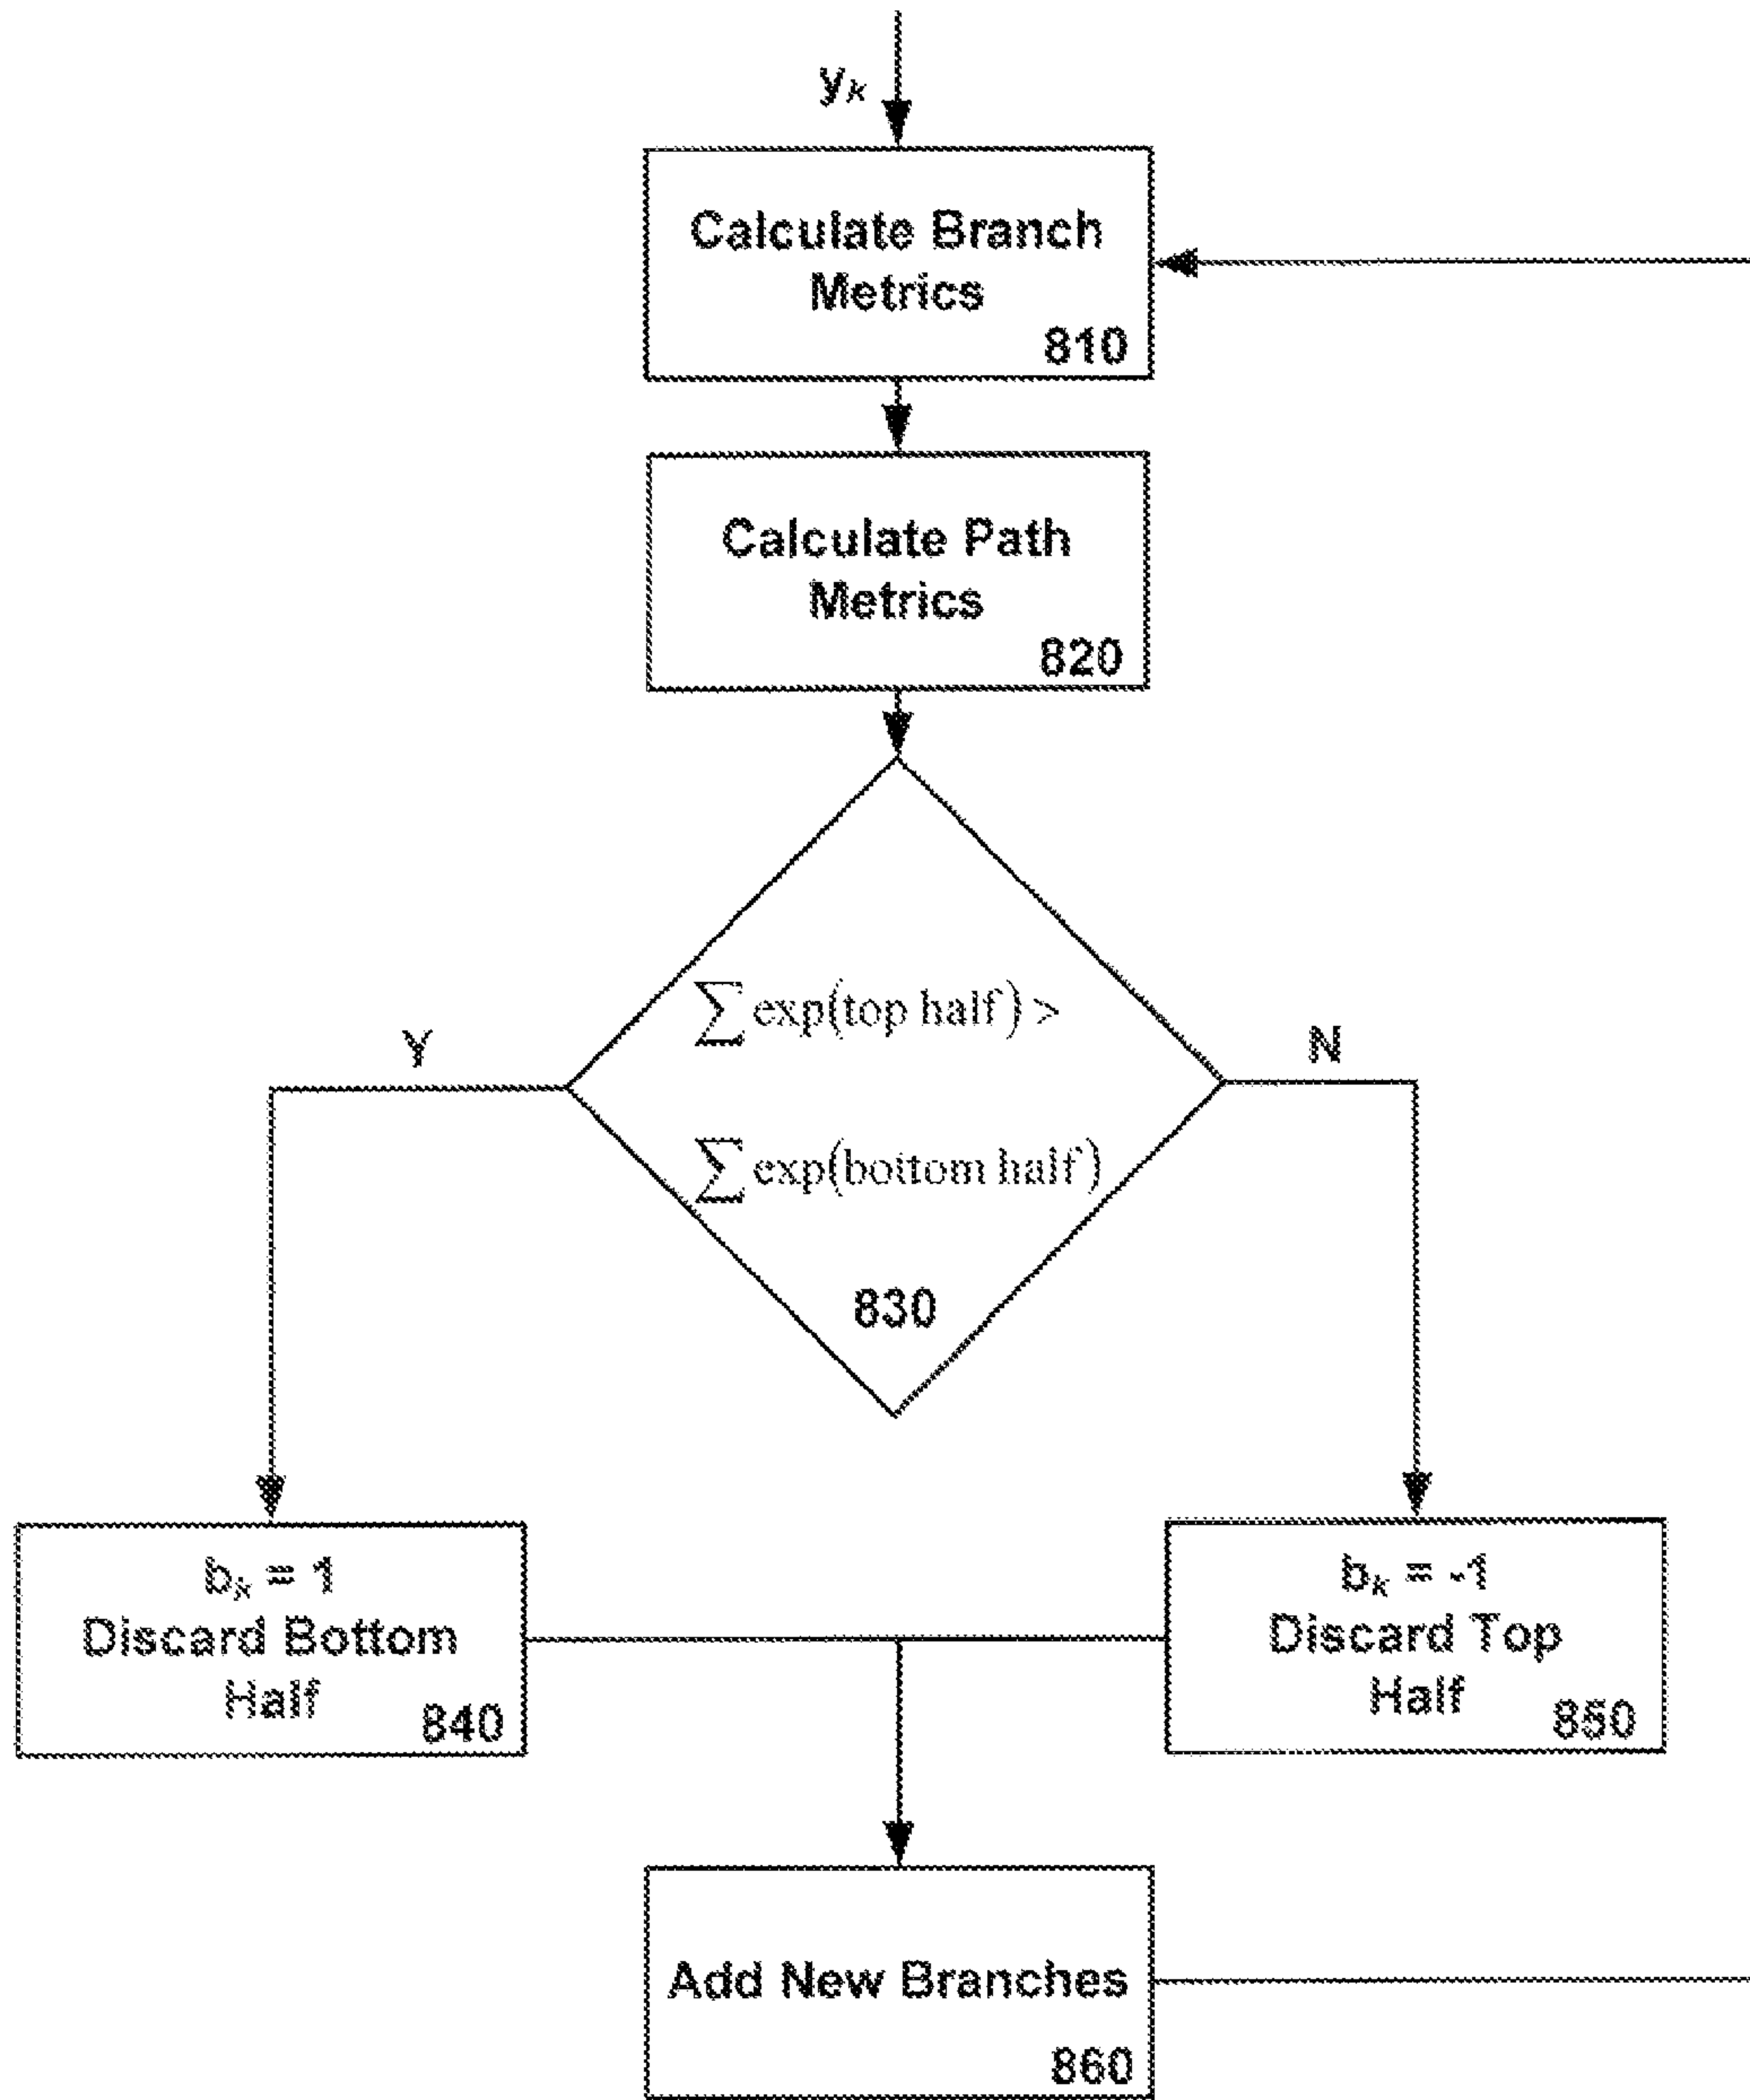 yₖ
Calculate Branch
Metrics
810
Calculate Path
Metrics
820
∑ exp(top half) >
Y
N
∑ exp(bottom half)
830
bₖ = 1
Discard Bottom
Half
840
bₖ = -1
Discard Top
Half
850
Add New Branches
860